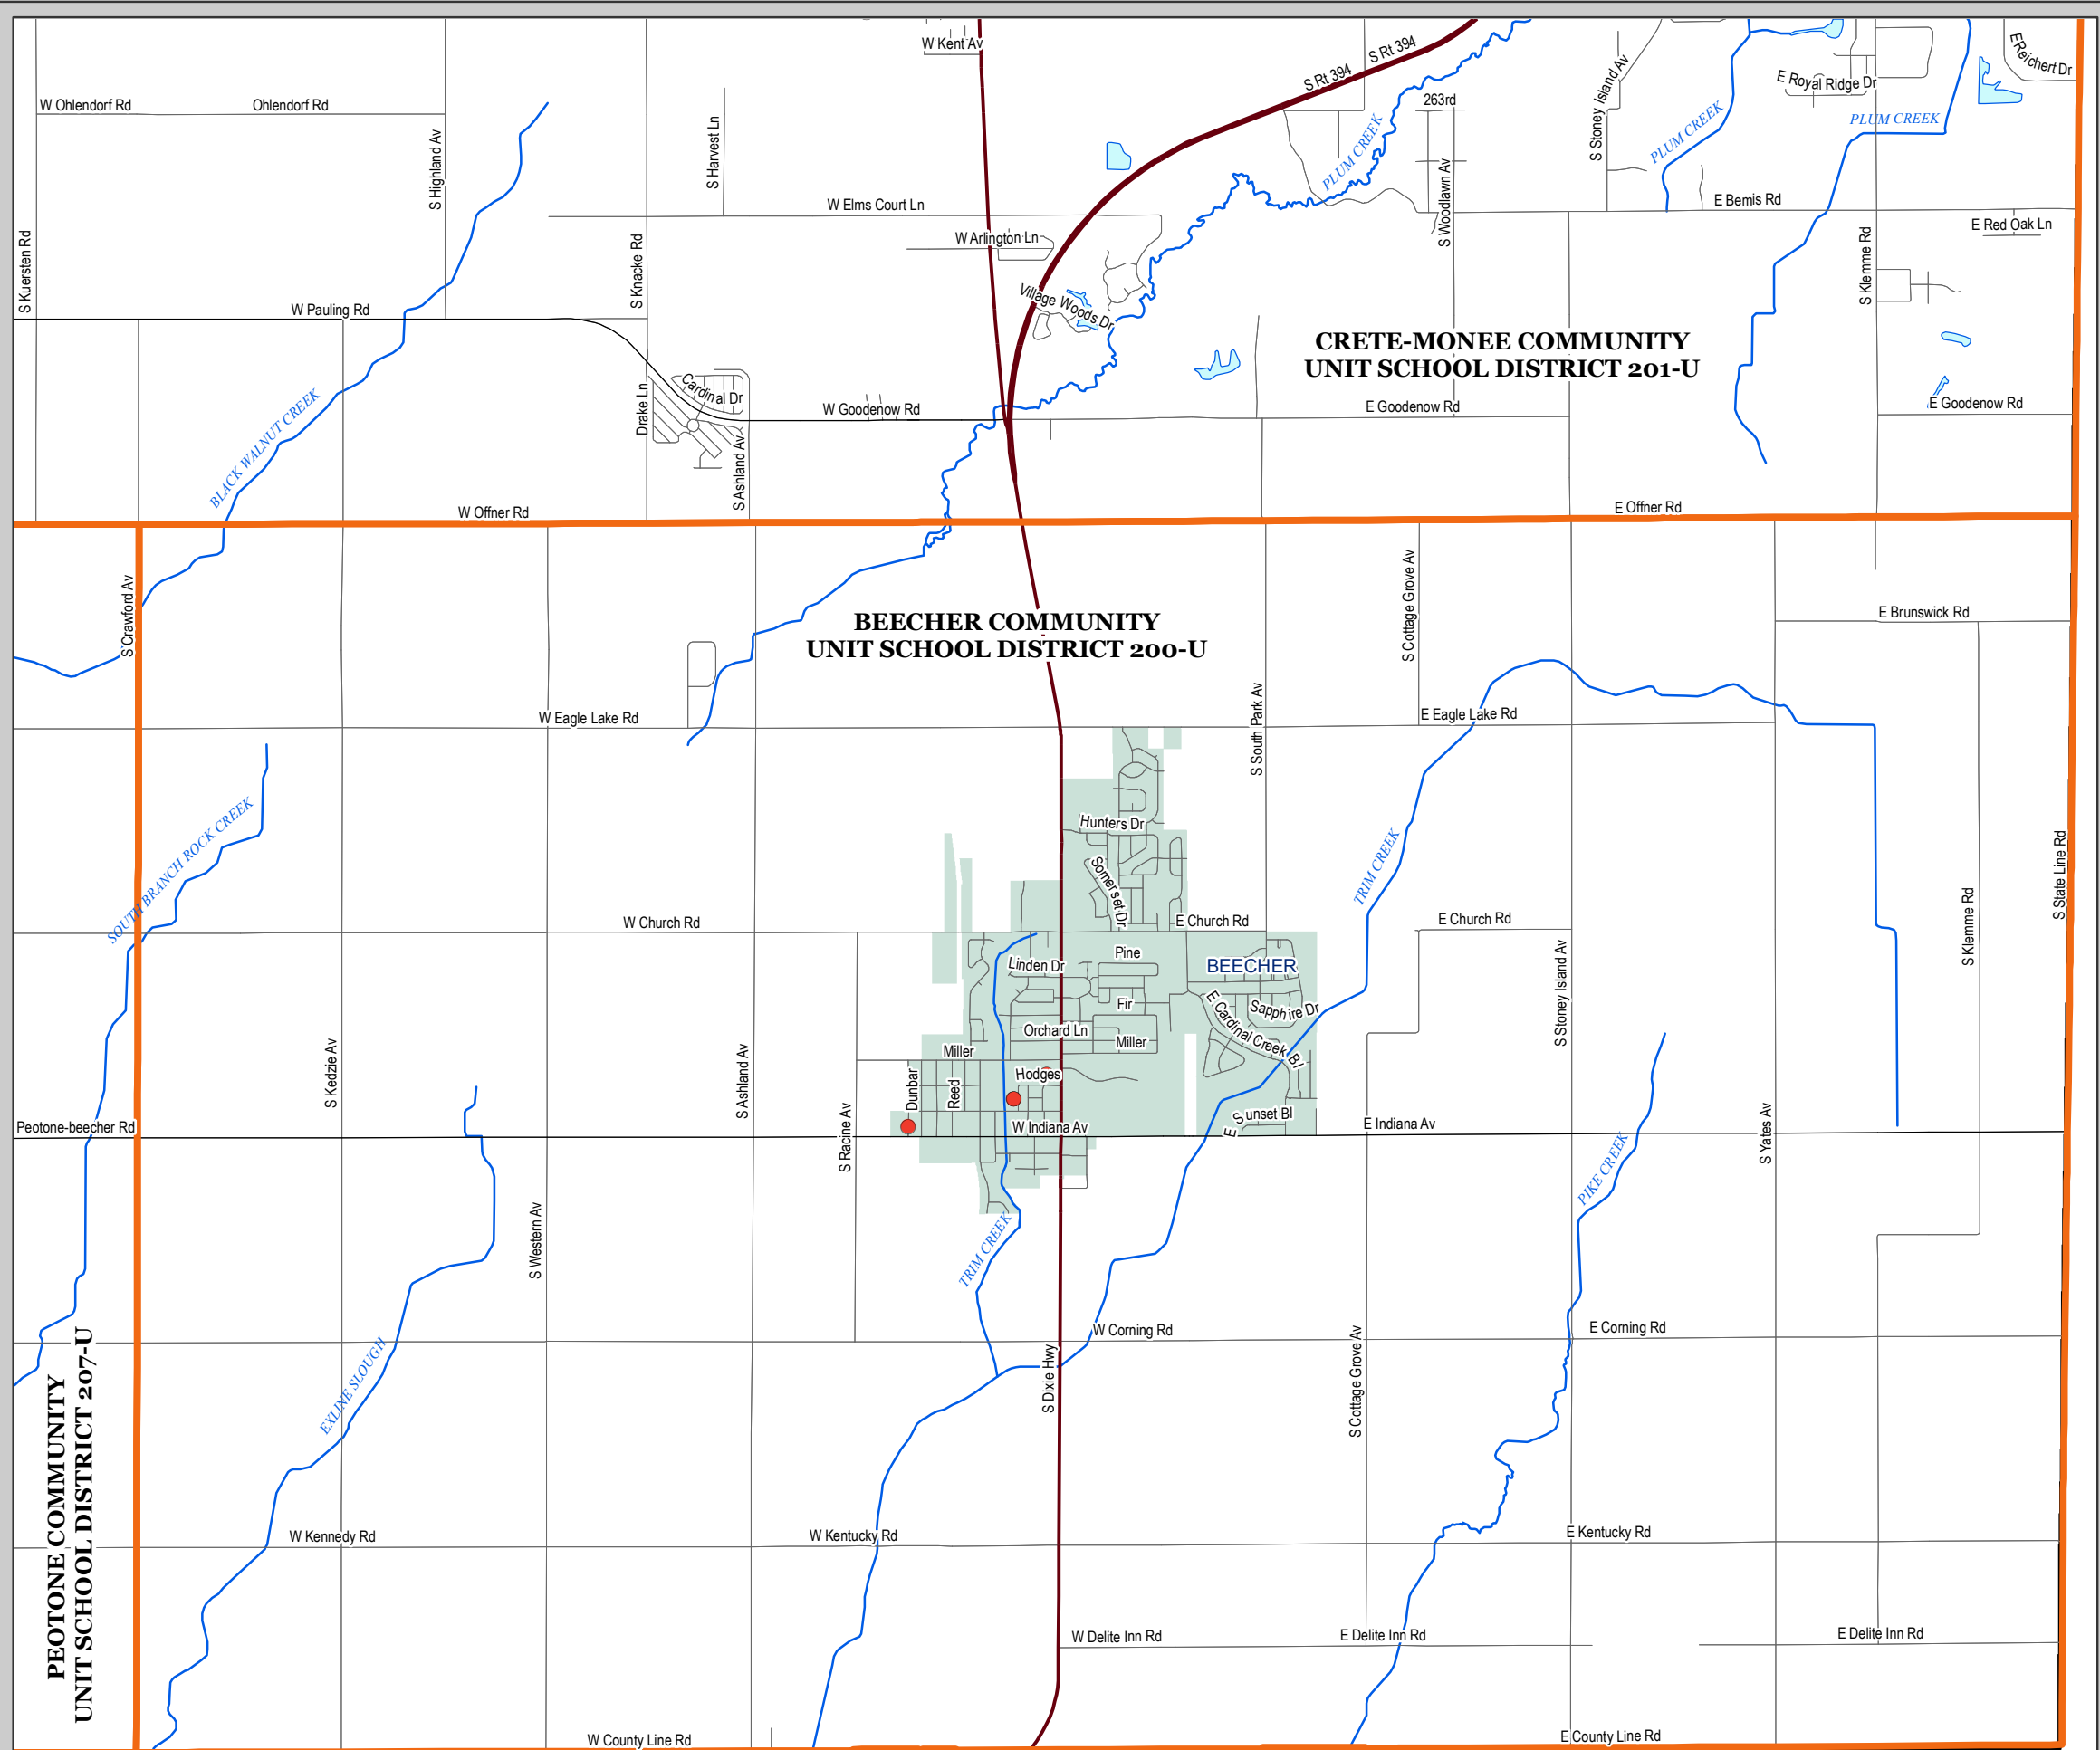 W Kent Av
S Rt 394
S Rt 394
E Reichert Dr
E Royal Ridge Dr
W Ohlendorf Rd
Ohlendorf Rd
263rd
S Stoney Island Av
PLUM CREEK
PLUM CREEK
PLUM CREEK
S Highland Av
S Harvest Ln
S Woodlawn Av
E Bemis Rd
W Elms Court Ln
E Red Oak Ln
W Arlington Ln
S Kuersten Rd
S Knacke Rd
S Klemme Rd
Village Woods Dr
W Pauling Rd
CRETE-MONEE COMMUNITY
UNIT SCHOOL DISTRICT 201-U
Cardinal Dr
Drake Ln
W Goodenow Rd
E Goodenow Rd
E Goodenow Rd
BLACK WALNUT CREEK
S Ashland Av
W Offner Rd
E Offner Rd
S Crawford Av
S Cottage Grove Av
E Brunswick Rd
BEECHER COMMUNITY
UNIT SCHOOL DISTRICT 200-U
W Eagle Lake Rd
E Eagle Lake Rd
S South Park Av
SOUTH BRANCH ROCK CREEK
Hunters Dr
Somerset Dr
TRIM CREEK
S State Line Rd
W Church Rd
E Church Rd
E Church Rd
S Klemme Rd
Pine
Linden Dr
BEECHER
S Stoney Island Av
Fir
Sapphire Dr
E Cardinal Creek Bl
Orchard Ln
Miller
Miller
S Kedzie Av
S Ashland Av
Hodges
Dunbar
Reed
S Racine Av
E Sunset Bl
Peotone-beecher Rd
W Indiana Av
E Indiana Av
S Yates Av
PIKE CREEK
S Western Av
TRIM CREEK
W Corning Rd
E Corning Rd
S Dixie Hwy
S Cottage Grove Av
EXLINE SLOUGH
PEOTONE COMMUNITY
UNIT SCHOOL DISTRICT 207-U
W Kennedy Rd
W Kentucky Rd
E Kentucky Rd
W Delite Inn Rd
E Delite Inn Rd
E Delite Inn Rd
W County Line Rd
E County Line Rd